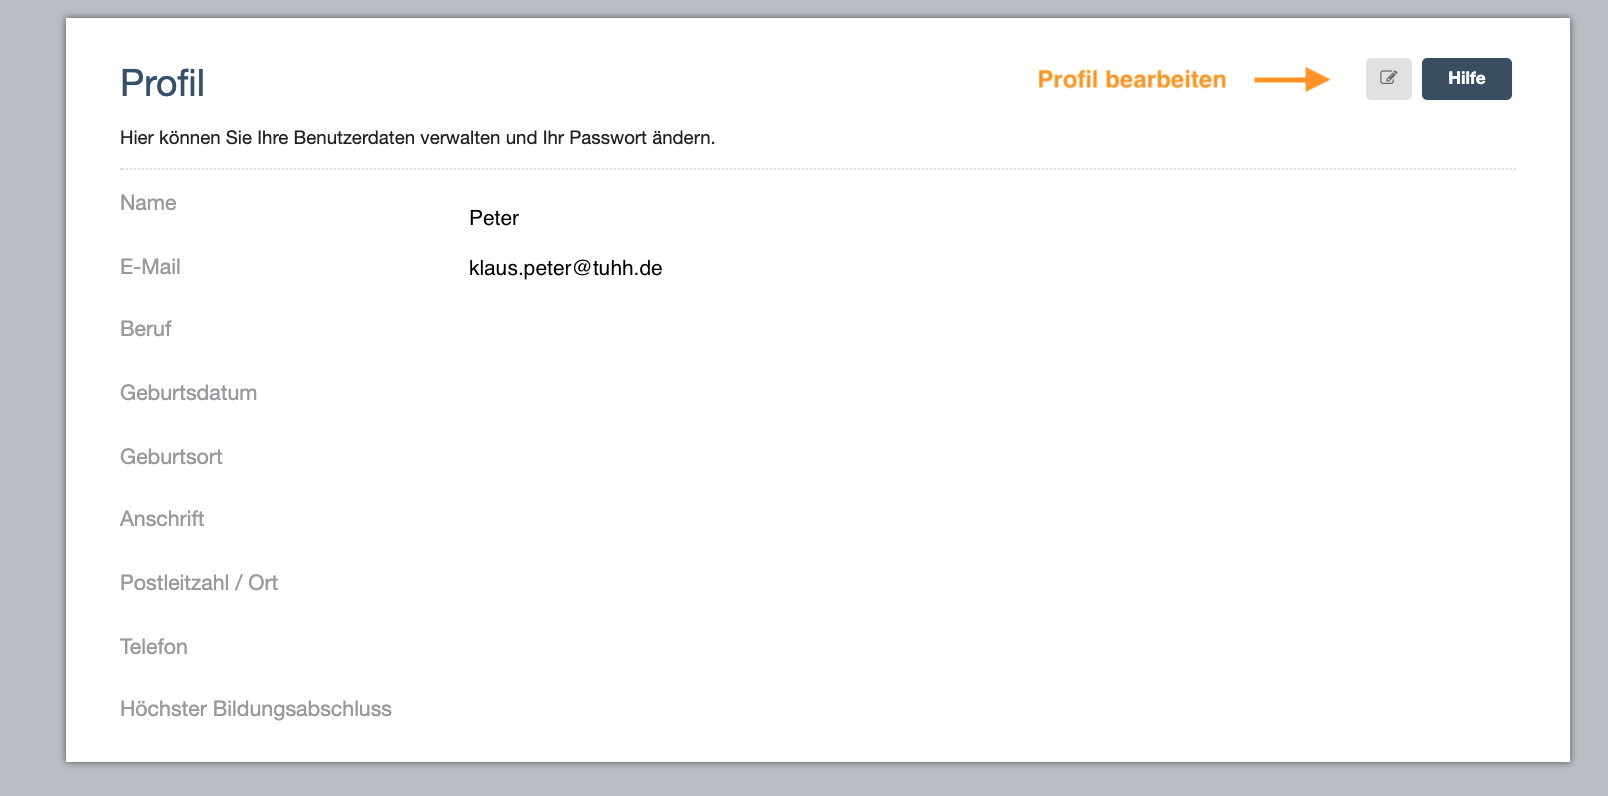 Profil
Profil bearbeiten
Hilfe
Hier können Sie Ihre Benutzerdaten verwalten und Ihr Passwort ändern.
Name
Peter
E-Mail
klaus.peter@tuhh.de
Beruf
Geburtsdatum
Geburtsort
Anschrift
Postleitzahl / Ort
Telefon
Höchster Bildungsabschluss